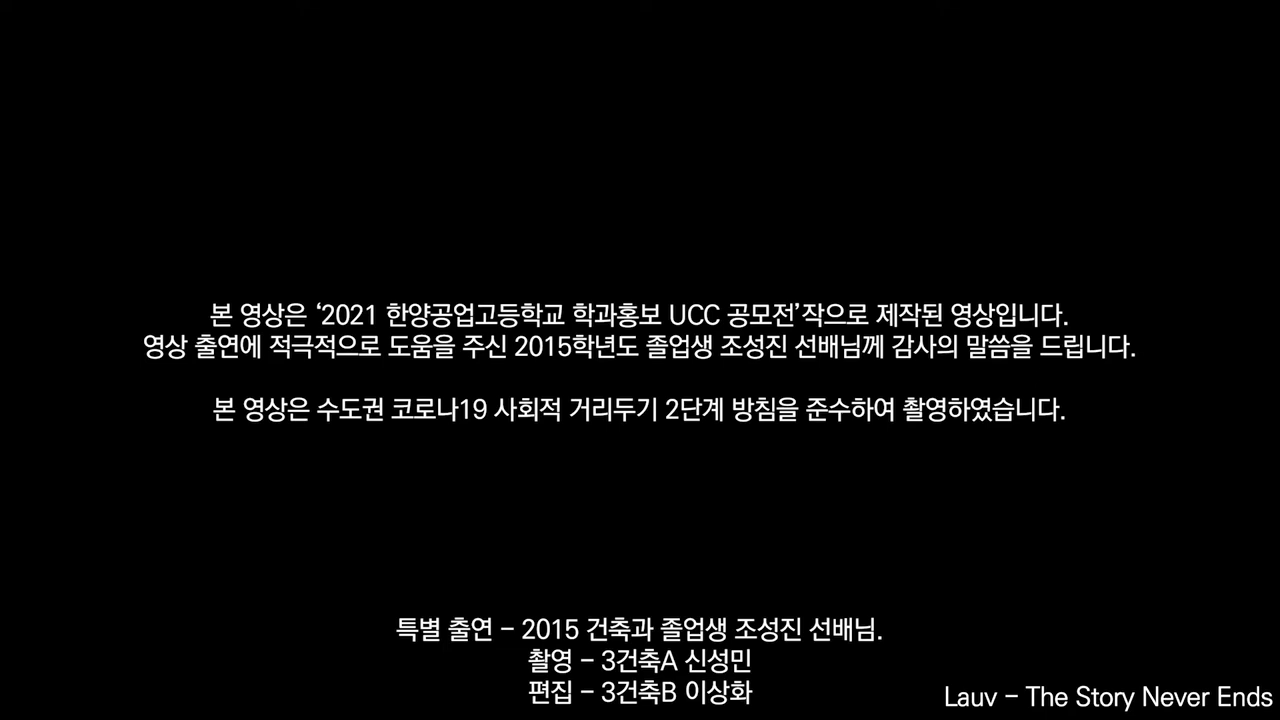 본 영상은 ‘2021 한양공업고등학교 학과홍보 UCC 공모전’작으로 제작된 영상입니다.
영상 출연에 적극적으로 도움을 주신 2015학년도 졸업생 조성진 선배님께 감사의 말씀을 드립니다.
본 영상은 수도권 코로나19 사회적 거리두기 2단계 방침을 준수하여 촬영하였습니다.
특별 출연 – 2015 건축과 졸업생 조성진 선배님.
촬영 – 3건축A 신성민
편집 – 3건축B 이상화
Lauv – The Story Never Ends